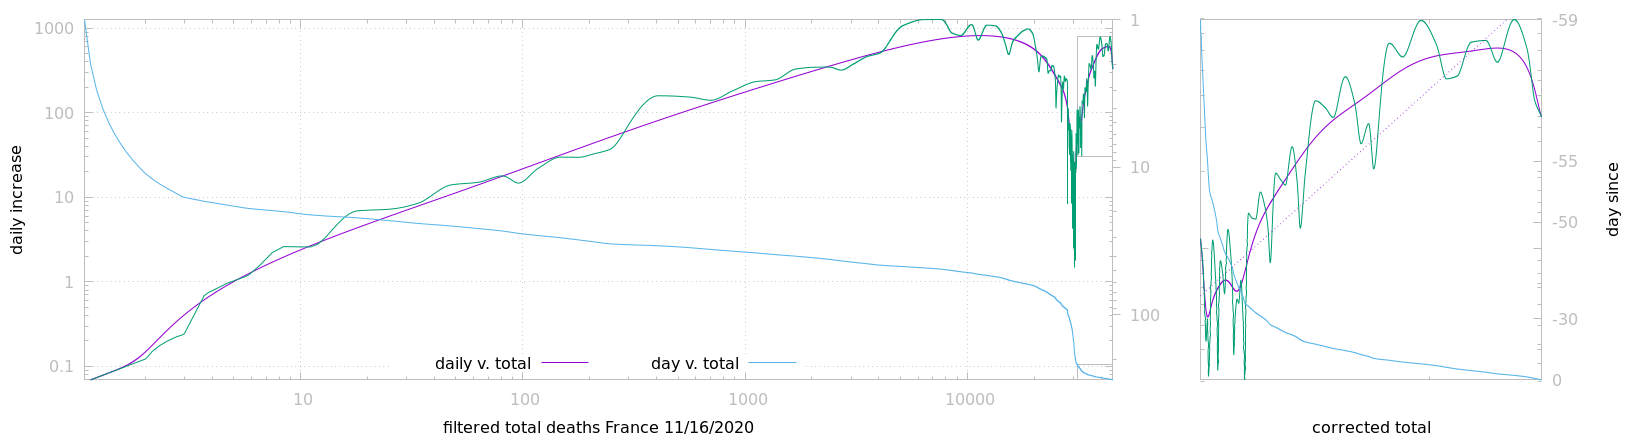 1000
100
10
1
0.1
daily increase
daily v. total
day v. total
10
100
1000
10000
filtered total deaths France 11/16/2020
1
10
100
-59
-55
-50
-30
0
day since
corrected total